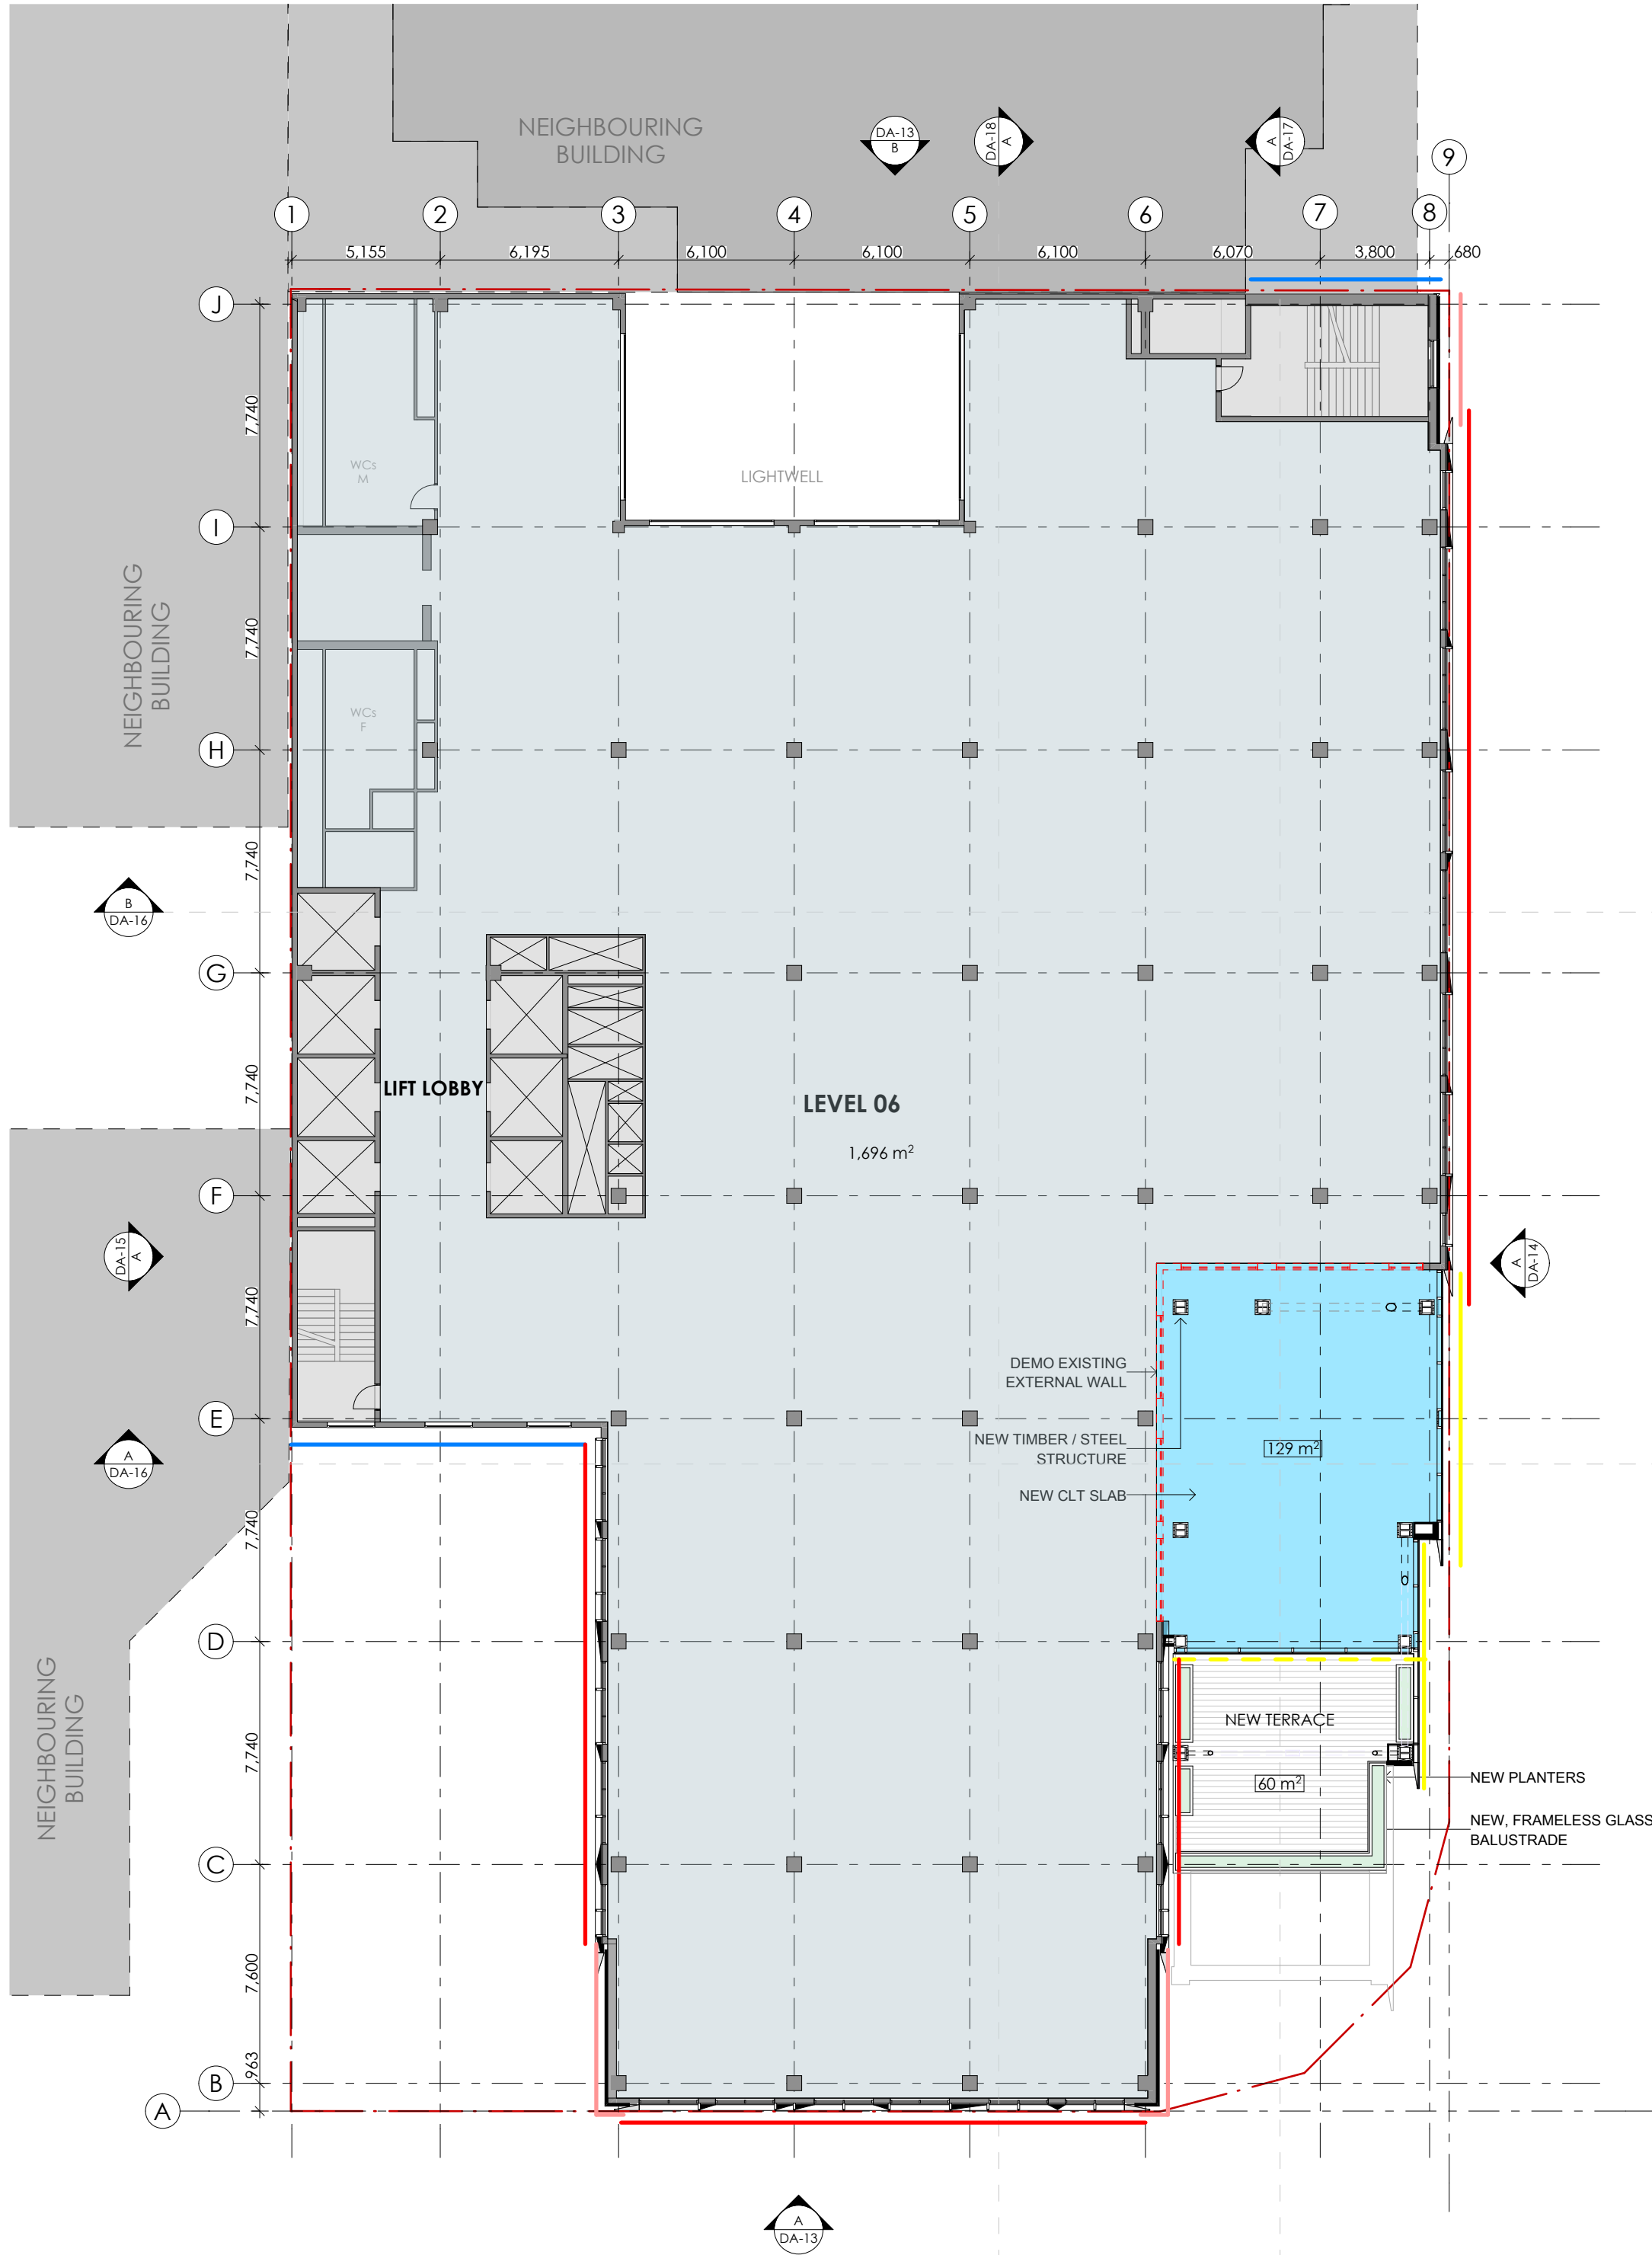 NEIGHBOURING
BUILDING
DA-13
B
DA-18
A
A
DA-17
9
1
2
3
4
5
6
7
8
5,155
6,195
6,100
6,100
6,100
6,070
3,800
680
J
7,740
WCs
M
LIGHTWELL
I
NEIGHBOURING
BUILDING
7,740
WCs
F
H
7,740
B
DA-16
G
7,740
LIFT LOBBY
LEVEL 06
1,696 m²
F
DA-15
A
A
DA-14
7,740
DEMO EXISTING
EXTERNAL WALL
E
NEW TIMBER / STEEL
STRUCTURE
129 m²
A
DA-16
NEW CLT SLAB
7,740
D
NEIGHBOURING
BUILDING
7,740
NEW TERRACE
60 m²
NEW PLANTERS
NEW, FRAMELESS GLASS
BALUSTRADE
C
7,600
963
B
A
A
DA-13